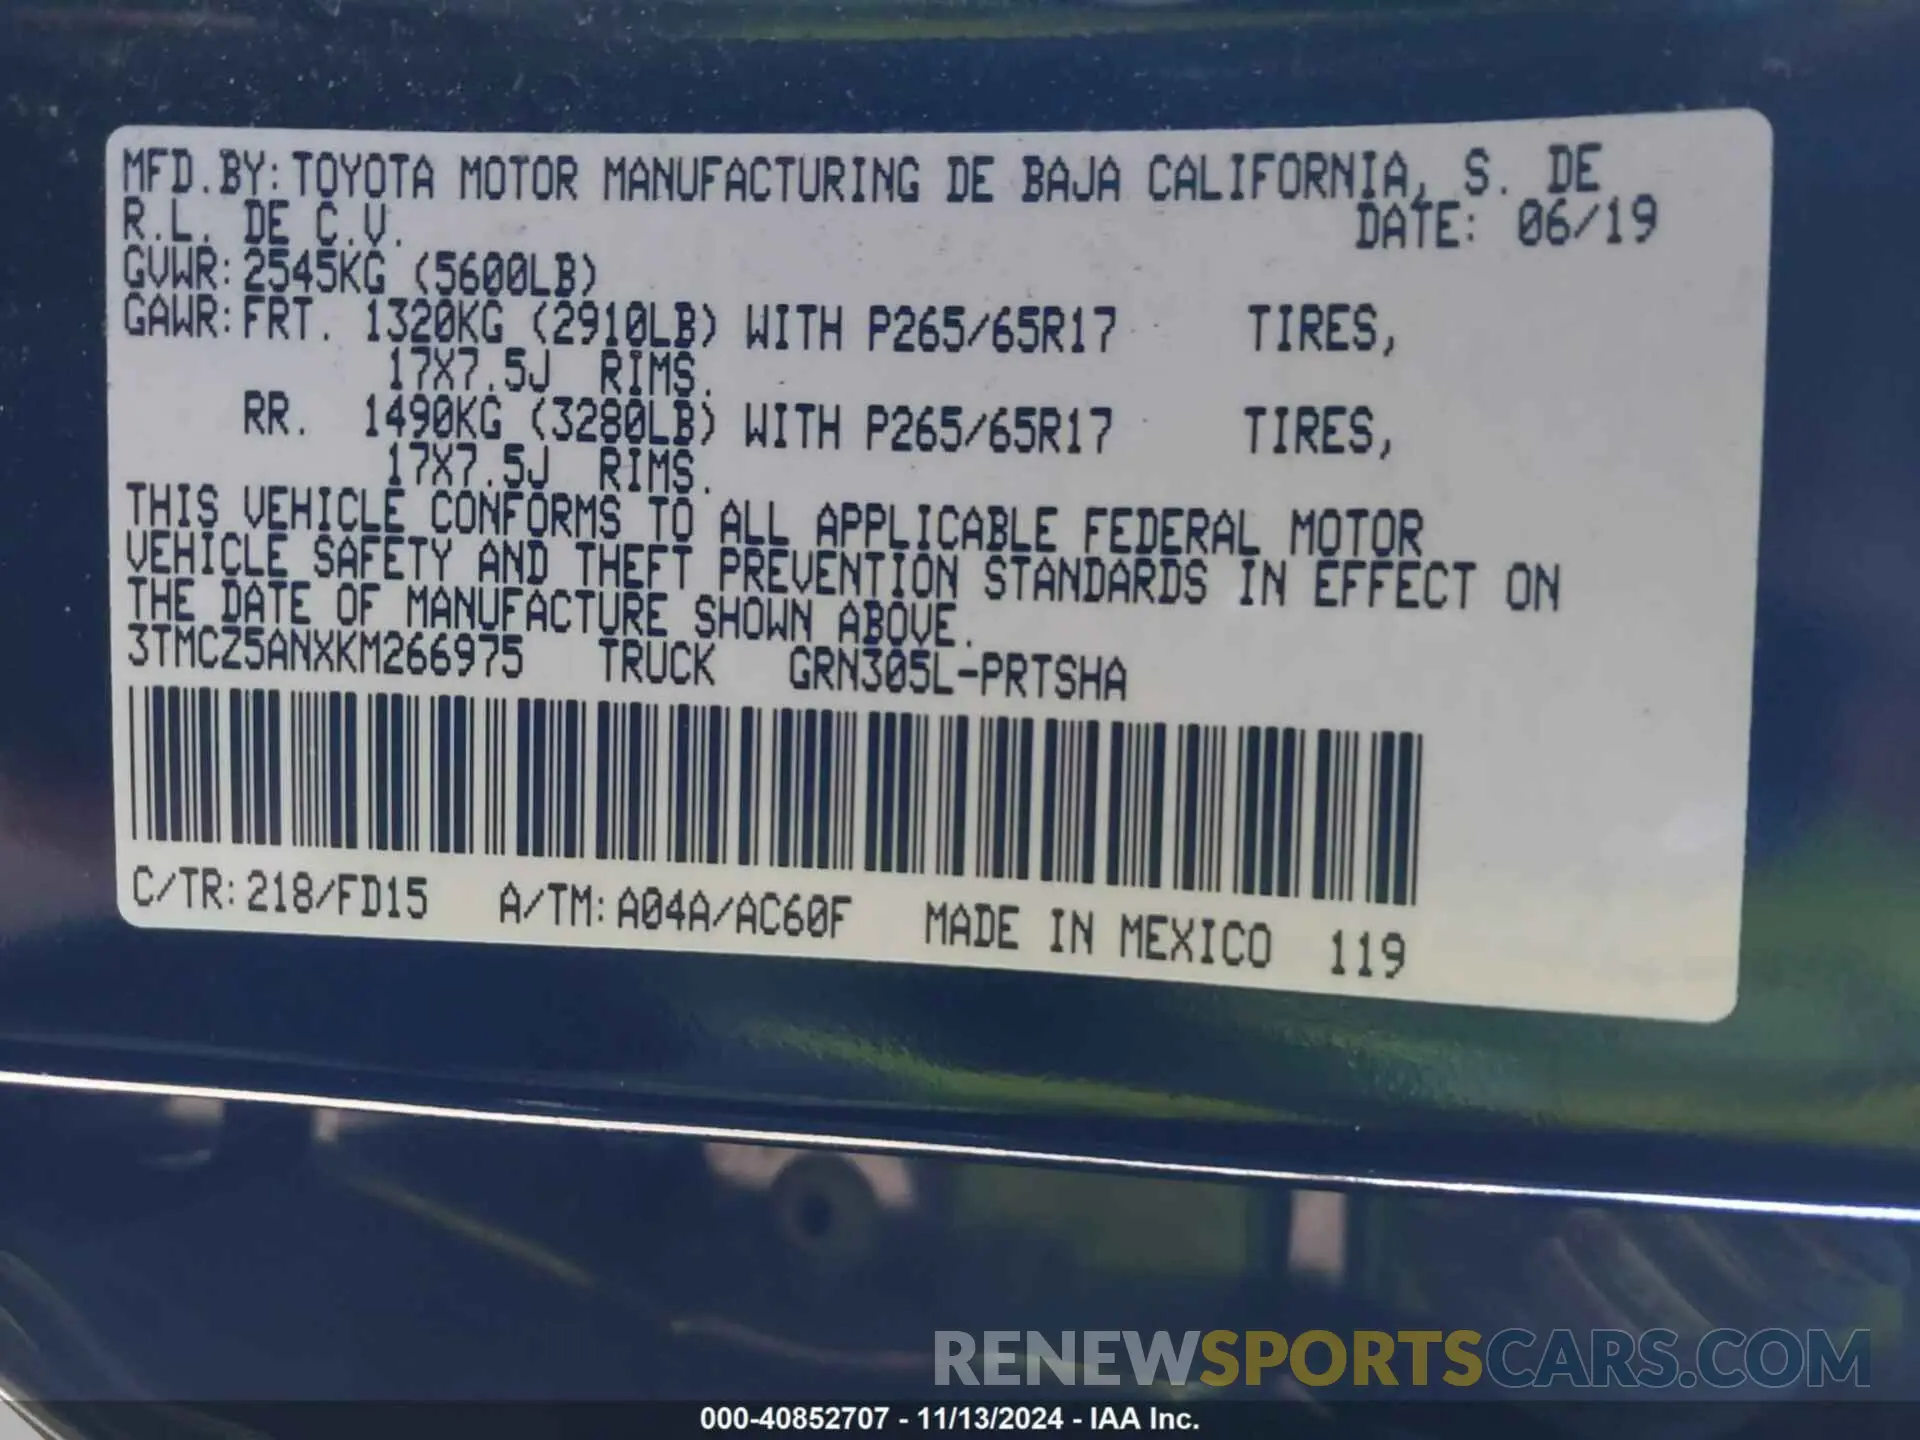 MFD.BY: TOYOTA MOTOR MANUFACTURING DE BAJA CALIFORNIA, S. DE
R.L. DE C.V. DATE: 06/19
GVWR: 2545KG (5600LB)
GAWR: FRT. 1320KG (2910LB) WITH P265/65R17 TIRES,
17X7.5J RIMS.
RR. 1490KG (3280LB) WITH P265/65R17 TIRES,
17X7.5J RIMS.
THIS VEHICLE CONFORMS TO ALL APPLICABLE FEDERAL MOTOR
VEHICLE SAFETY AND THEFT PREVENTION STANDARDS IN EFFECT ON
THE DATE OF MANUFACTURE SHOWN ABOVE.
3TMCZ5ANXKM266975 TRUCK GRN305L-PRTSHA
C/TR: 218/FD15 A/TM: A04A/AC60F MADE IN MEXICO 119
RENEWSPORTSCARS.COM
000-40852707 - 11/13/2024 - IAA Inc.